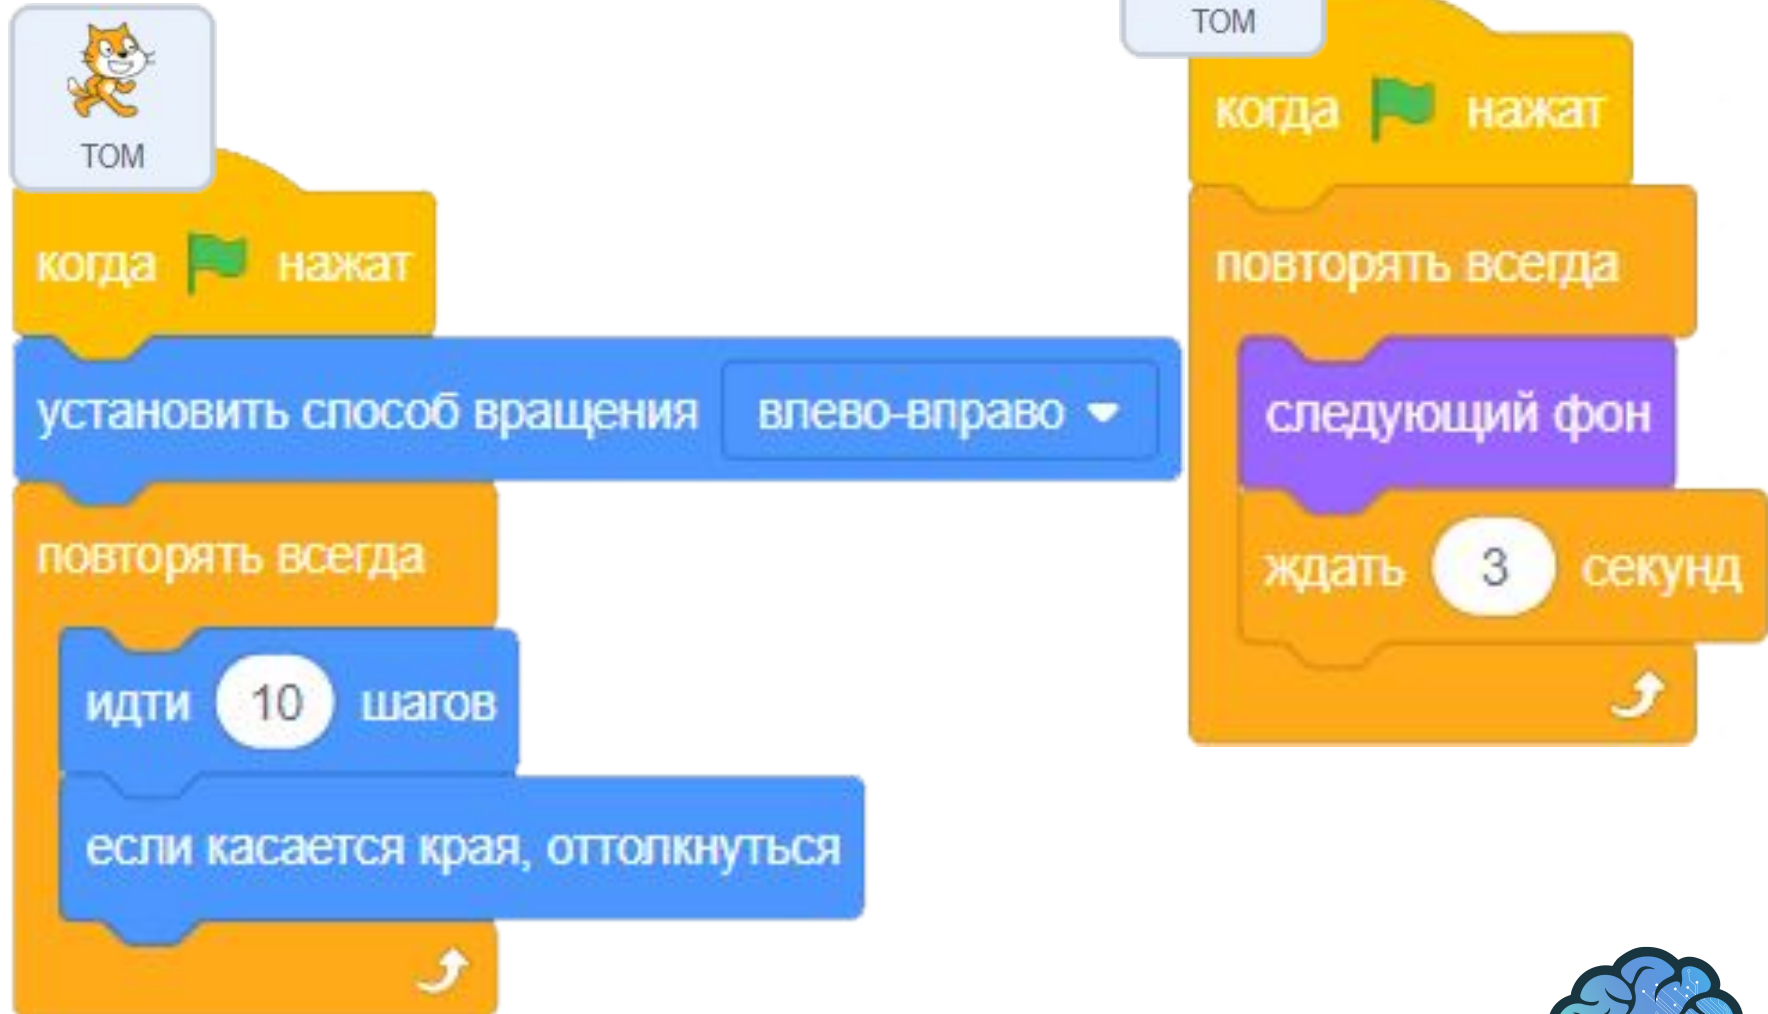 ТОМ
когда нажат
установить способ вращения влево-вправо
повторять всегда
идти 10 шагов
если касается края, оттолкнуться
ТОМ
когда нажат
повторять всегда
следующий фон
ждать 3 секунд